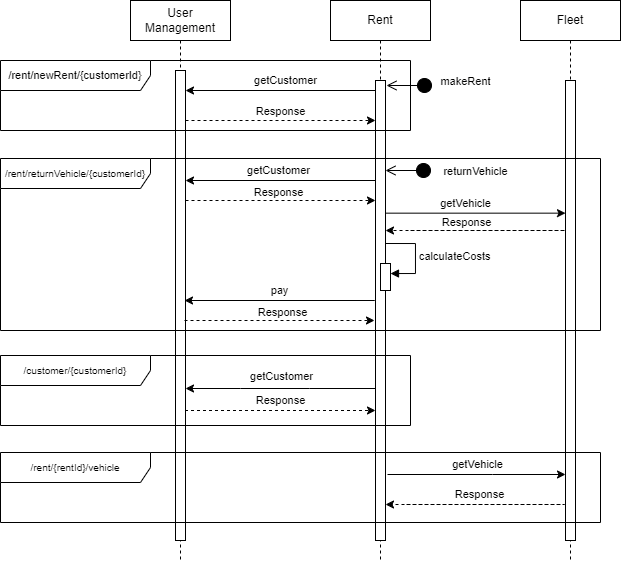 User
Management
Rent
Fleet
/rent/newRent/{customerId}
getCustomer
makeRent
Response
/rent/returnVehicle/{customerId}
getCustomer
returnVehicle
Response
getVehicle
Response
calculateCosts
pay
Response
/customer/{customerId}
getCustomer
Response
/rent/{rentId}/vehicle
getVehicle
Response